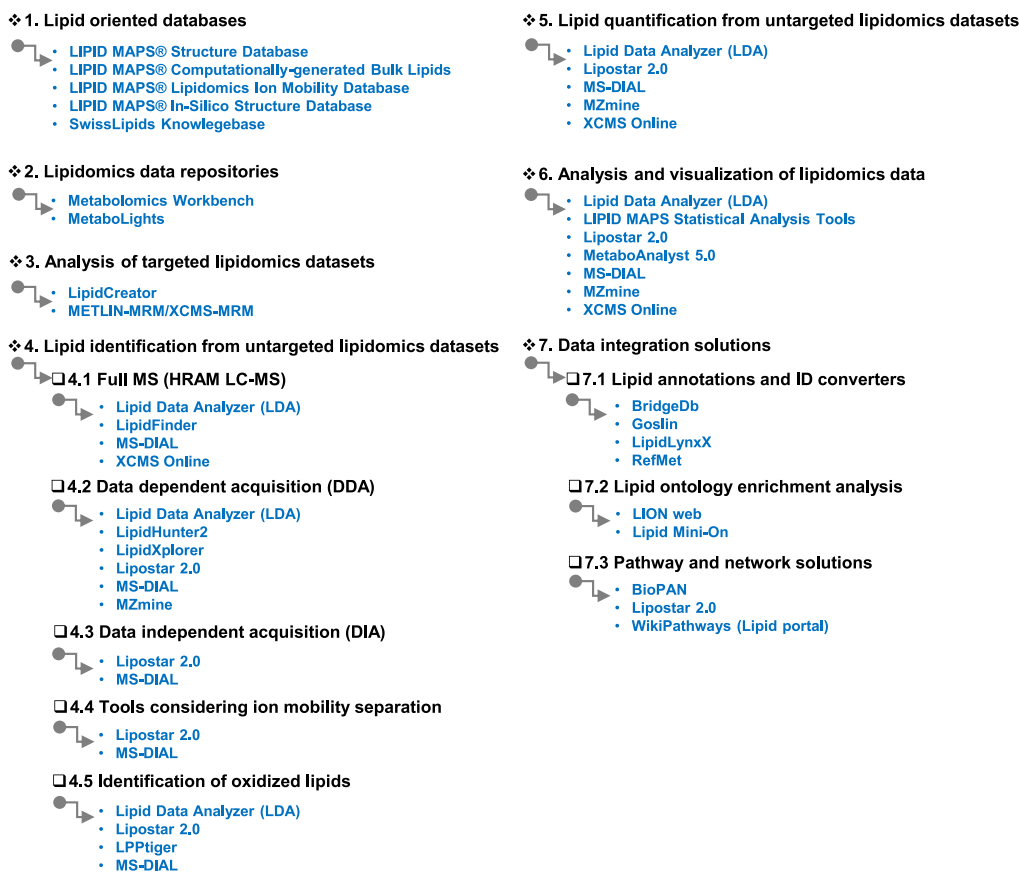 ❖1. Lipid oriented databases
• LIPID MAPS® Structure Database
• LIPID MAPS® Computationally-generated Bulk Lipids
• LIPID MAPS® Lipidomics Ion Mobility Database
• LIPID MAPS® In-Silico Structure Database
• SwissLipids Knowlegebase
❖2. Lipidomics data repositories
• Metabolomics Workbench
• MetaboLights
❖3. Analysis of targeted lipidomics datasets
• LipidCreator
• METLIN-MRM/XCMS-MRM
❖4. Lipid identification from untargeted lipidomics datasets
❑4.1 Full MS (HRAM LC-MS)
• Lipid Data Analyzer (LDA)
• LipidFinder
• MS-DIAL
• XCMS Online
❑4.2 Data dependent acquisition (DDA)
• Lipid Data Analyzer (LDA)
• LipidHunter2
• LipidXplorer
• Lipostar 2.0
• MS-DIAL
• MZmine
❑4.3 Data independent acquisition (DIA)
• Lipostar 2.0
• MS-DIAL
❑4.4 Tools considering ion mobility separation
• Lipostar 2.0
• MS-DIAL
❑4.5 Identification of oxidized lipids
• Lipid Data Analyzer (LDA)
• Lipostar 2.0
• LPPtiger
• MS-DIAL
❖5. Lipid quantification from untargeted lipidomics datasets
• Lipid Data Analyzer (LDA)
• Lipostar 2.0
• MS-DIAL
• MZmine
• XCMS Online
❖6. Analysis and visualization of lipidomics data
• Lipid Data Analyzer (LDA)
• LIPID MAPS Statistical Analysis Tools
• Lipostar 2.0
• MetaboAnalyst 5.0
• MS-DIAL
• MZmine
• XCMS Online
❖7. Data integration solutions
❑7.1 Lipid annotations and ID converters
• BridgeDb
• Goslin
• LipidLynxX
• RefMet
❑7.2 Lipid ontology enrichment analysis
• LION web
• Lipid Mini-On
❑7.3 Pathway and network solutions
• BioPAN
• Lipostar 2.0
• WikiPathways (Lipid portal)